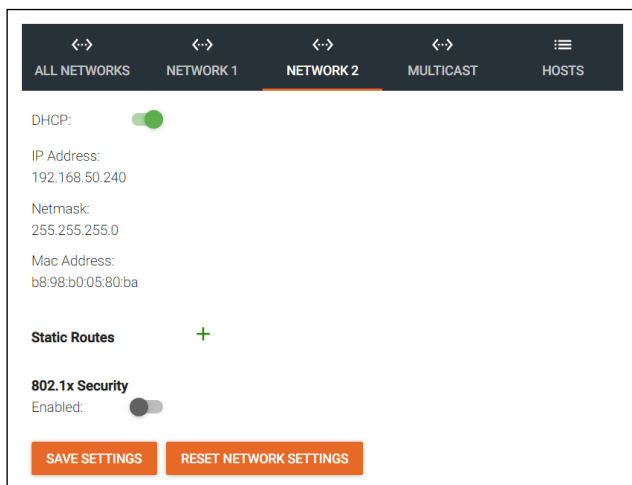 ALL NETWORKS NETWORK 1 NETWORK 2 MULTICAST HOSTS
DHCP:
IP Address:
192.168.50.240
Netmask:
255.255.255.0
Mac Address:
b8:98:b0:05:80:ba
Static Routes
802.1x Security
Enabled:
SAVE SETTINGS RESET NETWORK SETTINGS